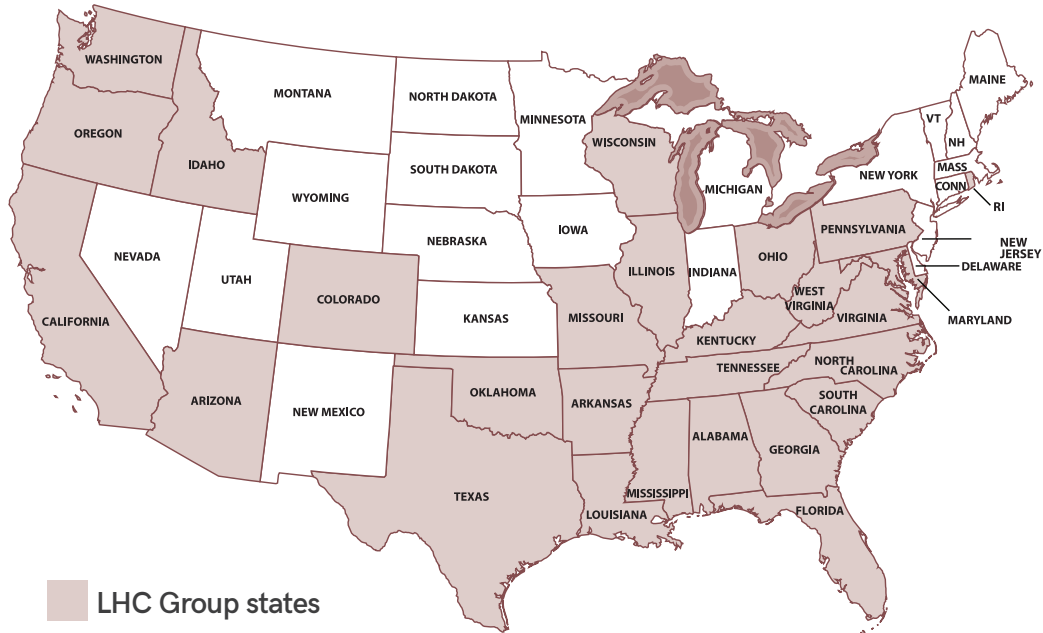 WASHINGTON
MONTANA
NORTH DAKOTA
MINNESOTA
MAINE
VT
NH
OREGON
IDAHO
WISCONSIN
SOUTH DAKOTA
WYOMING
MICHIGAN
NEW YORK
MASS
CONN
RI
NEBRASKA
IOWA
PENNSYLVANIA
NEW
JERSEY
DELAWARE
MARYLAND
NEVADA
UTAH
COLORADO
ILLINOIS
INDIANA
OHIO
WEST
VIRGINIA
VIRGINIA
CALIFORNIA
KANSAS
MISSOURI
KENTUCKY
TENNESSEE
NORTH
CAROLINA
ARIZONA
NEW MEXICO
OKLAHOMA
ARKANSAS
SOUTH
CAROLINA
ALABAMA
GEORGIA
TEXAS
MISSISSIPPI
LOUISIANA
FLORIDA
LHC Group states